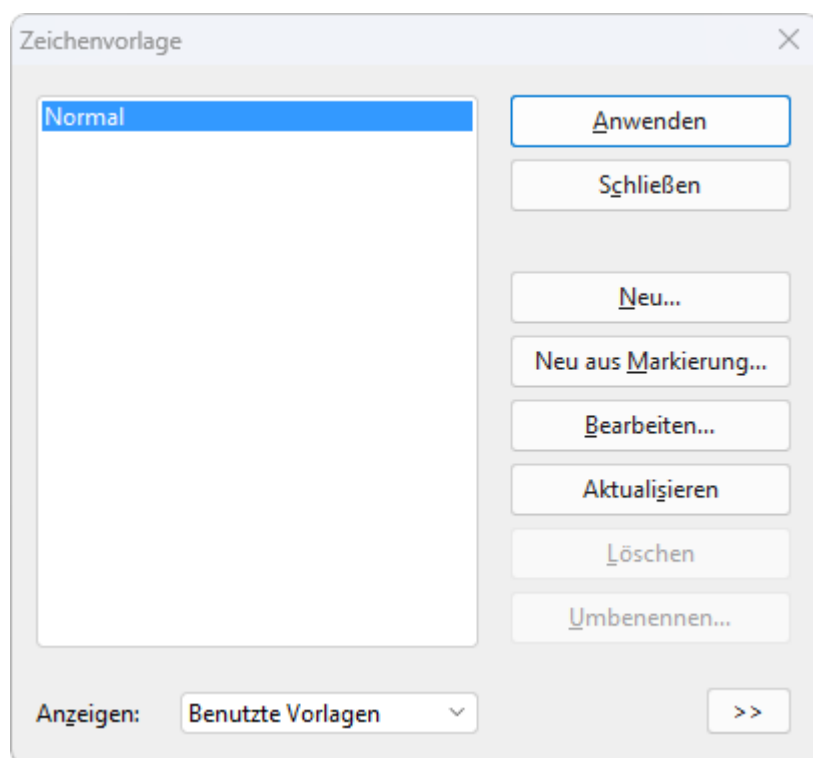 Zeichenvorlage
Normal
Anwenden
Schließen
Neu...
Neu aus Markierung...
Bearbeiten...
Aktualisieren
Löschen
Umbenennen...
Anzeigen: Benutzte Vorlagen >>